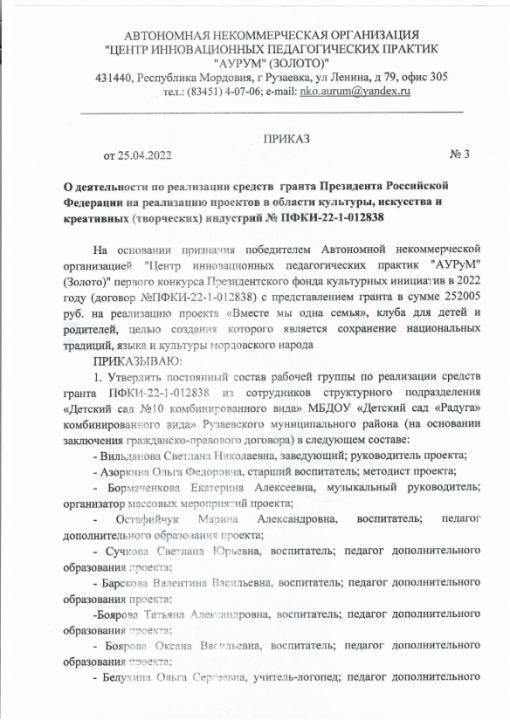 АВТОНОМНАЯ НЕКОММЕРЧЕСКАЯ ОРГАНИЗАЦИЯ
"ЦЕНТР ИННОВАЦИОННЫХ ПЕДАГОГИЧЕСКИХ ПРАКТИК
"АУРУМ" (ЗОЛОТО)"
431440, Республика Мордовия, г Рузаевка, ул Ленина, д 79, офис 305
тел.: (83451) 4-07-06; e-mail: nko.aurum@yandex.ru
ПРИКАЗ
от 25.04.2022 № 3
О деятельности по реализации средств гранта Президента Российской
Федерации на реализацию проектов в области культуры, искусства и
креативных (творческих) индустрий № ПФКИ-22-1-012838
На основании признания победителем Автономной некоммерческой
организацией "Центр инновационных педагогических практик "АУРуМ"
(Золото)" первого конкурса Президентского фонда культурных инициатив в 2022
году (договор №ПФКИ-22-1-012838) с представлением гранта в сумме 252005
руб. на реализацию проекта «Вместе мы одна семья», клуба для детей и
родителей, целью создания которого является сохранение национальных
традиций, языка и культуры мордовского народа
ПРИКАЗЫВАЮ:
1. Утвердить постоянный состав рабочей группы по реализации средств
гранта ПФКИ-22-1-012838 из сотрудников структурного подразделения
«Детский сад №10 комбинированного вида» МБДОУ «Детский сад «Радуга»
комбинированного вида» Рузаевского муниципального района (на основании
заключения гражданско-правового договора) в следующем составе:
- Вильданова Светлана Николаевна, заведующий; руководитель проекта;
- Азоркина Ольга Федоровна, старший воспитатель; методист проекта;
- Бормаченкова Екатерина Алексеевна, музыкальный руководитель;
организатор массовых мероприятий проекта;
- Остафийчук Марина Александровна, воспитатель; педагог
дополнительного образования проекта;
- Сучкова Светлана Юрьевна, воспитатель; педагог дополнительного
образования проекта;
- Барскова Валентина Васильевна, воспитатель; педагог дополнительного
образования проекта;
-Боярова Татьяна Александровна, воспитатель; педагог дополнительного
образования проекта;
- Боярова Оксана Васильевна, воспитатель; педагог дополнительного
образования проекта;
- Белухина Ольга Сергеевна, учитель-логопед; педагог дополнительного